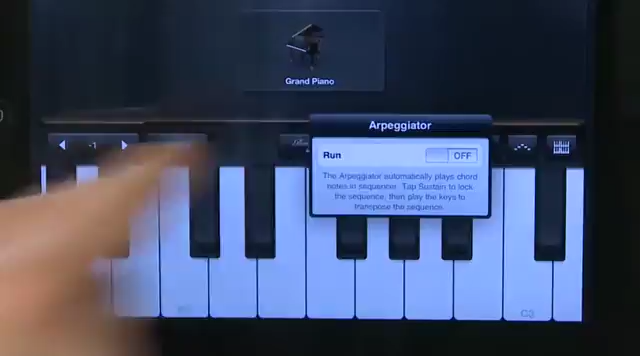 Grand Piano
Arpeggiator
-1
Run
OFF
The Arpeggiator automatically plays chord
notes in sequence. Tap Sustain to lock
the sequence, then play the keys to
transpose the sequence.
C3